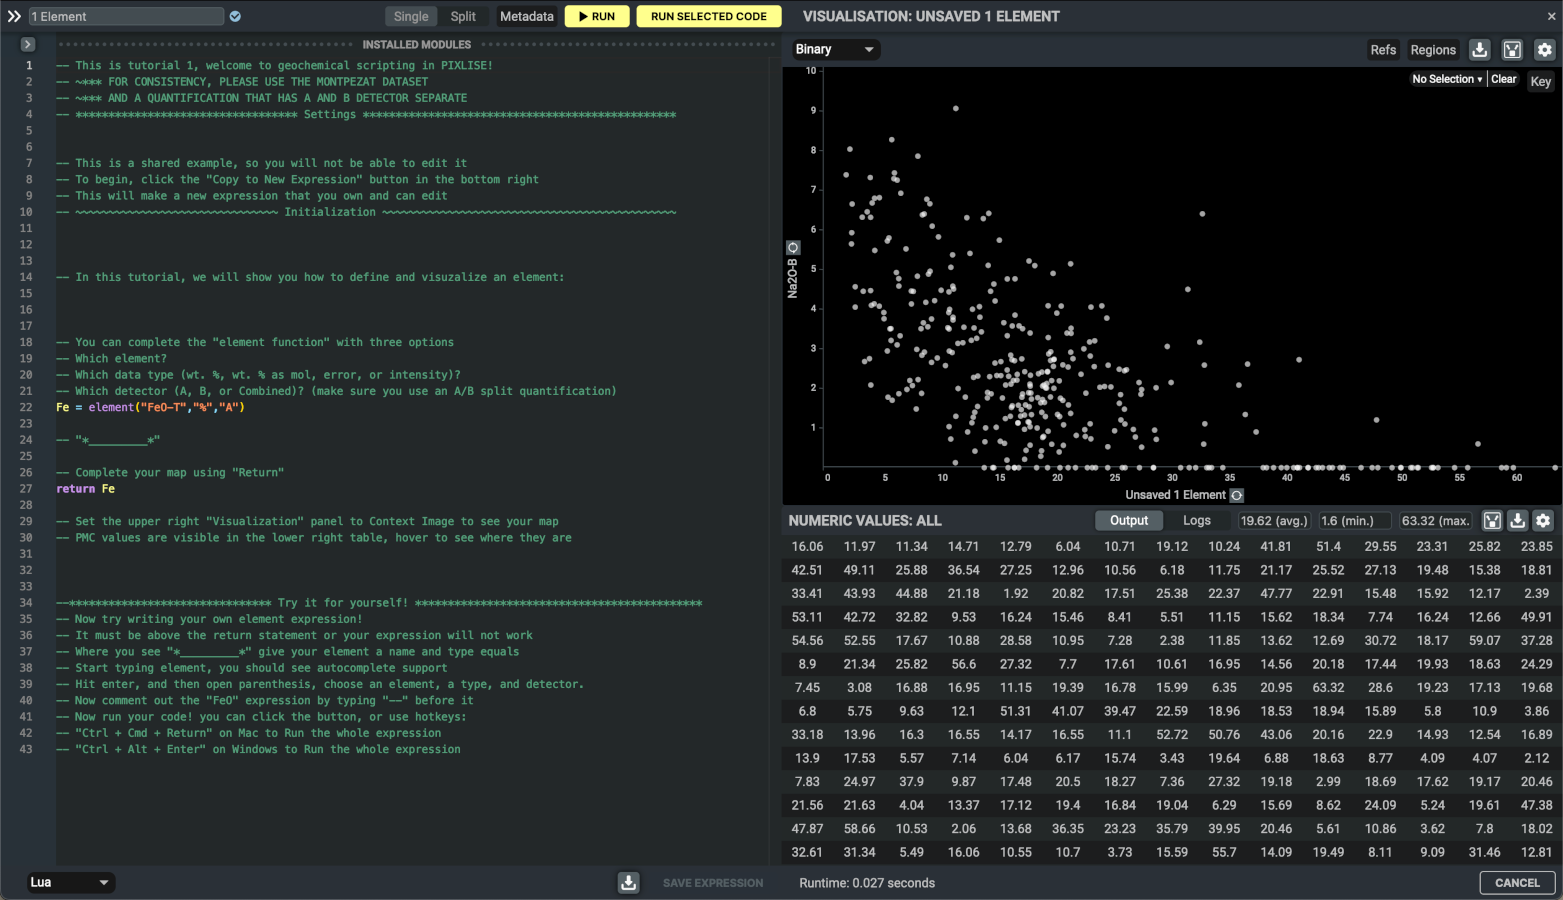 1 Element
Single Split Metadata RUN RUN SELECTED CODE
VISUALISATION: UNSAVED 1 ELEMENT
INSTALLED MODULES
1 -- This is tutorial 1, welcome to geochemical scripting in PIXLISE!
2 -- ~*** FOR CONSISTENCY, PLEASE USE THE MONTPEZAT DATASET
3 -- ~*** AND A QUANTIFICATION THAT HAS A AND B DETECTOR SEPARATE
4 -- ********************************** Settings ************************************************
5
6
7 -- This is a shared example, so you will not be able to edit it
8 -- To begin, click the "Copy to New Expression" button in the bottom right
9 -- This will make a new expression that you own and can edit
10 -- ~~~~~~~~~~~~~~~~~~~~~~~~~~~~~~~ Initialization ~~~~~~~~~~~~~~~~~~~~~~~~~~~~~~~~~~~~~~~~~~~~~
11
12
13
14 -- In this tutorial, we will show you how to define and visuzalize an element:
15
16
17
18 -- You can complete the "element function" with three options
19 -- Which element?
20 -- Which data type (wt. %, wt. % as mol, error, or intensity)?
21 -- Which detector (A, B, or Combined)? (make sure you use an A/B split quantification)
22 Fe = element("FeO-T","%","A")
23
24 -- "*_________*"
25
26 -- Complete your map using "Return"
27 return Fe
28
29 -- Set the upper right "Visualization" panel to Context Image to see your map
30 -- PMC values are visible in the lower right table, hover to see where they are
31
32
33
34 --******************************* Try it for yourself! ********************************************
35 -- Now try writing your own element expression!
36 -- It must be above the return statement or your expression will not work
37 -- Where you see "*_________*" give your element a name and type equals
38 -- Start typing element, you should see autocomplete support
39 -- Hit enter, and then open parenthesis, choose an element, a type, and detector.
40 -- Now comment out the "FeO" expression by typing "--" before it
41 -- Now run your code! you can click the button, or use hotkeys:
42 -- "Ctrl + Cmd + Return" on Mac to Run the whole expression
43 -- "Ctrl + Alt + Enter" on Windows to Run the whole expression
Lua
SAVE EXPRESSION
Binary
Refs Regions
No Selection Clear Key
10
9
8
7
6
5
4
3
2
1
Na2O-B
0 5 10 15 20 25 30 35 40 45 50 55 60
Unsaved 1 Element
NUMERIC VALUES: ALL Output Logs 19.62 (avg.) 1.6 (min.) 63.32 (max.
16.06 11.97 11.34 14.71 12.79 6.04 10.71 19.12 10.24 41.81 51.4 29.55 23.31 25.82 23.85
42.51 49.11 25.88 36.54 27.25 12.96 10.56 6.18 11.75 21.17 25.52 27.13 19.48 15.38 18.81
33.41 43.93 44.88 21.18 1.92 20.82 17.51 25.38 22.37 47.77 22.91 15.48 15.92 12.17 2.39
53.11 42.72 32.82 9.53 16.24 15.46 8.41 5.51 11.15 15.62 18.34 7.74 16.24 12.66 49.91
54.56 52.55 17.67 10.88 28.58 10.95 7.28 2.38 11.85 13.62 12.69 30.72 18.17 59.07 37.28
8.9 21.34 25.82 56.6 27.32 7.7 17.61 10.61 16.95 14.56 20.18 17.44 19.93 18.63 24.29
7.45 3.08 16.88 16.95 11.15 19.39 16.78 15.99 6.35 20.95 63.32 28.6 19.23 17.13 19.68
6.8 5.75 9.63 12.1 51.31 41.07 39.47 22.59 18.96 18.53 18.94 15.89 5.8 10.9 3.86
33.18 13.96 16.3 16.55 14.17 16.55 11.1 52.72 50.76 43.06 20.16 22.9 14.93 12.54 16.89
13.9 17.53 5.57 7.14 6.04 6.17 15.74 3.43 19.64 6.88 18.63 8.77 4.09 4.07 2.12
7.83 24.97 37.9 9.87 17.48 20.5 18.27 7.36 27.32 19.18 2.99 18.69 17.62 19.17 20.46
21.56 21.63 4.04 13.37 17.12 19.4 16.84 19.04 6.29 15.69 8.62 24.09 5.24 19.61 47.38
47.87 58.66 10.53 2.06 13.68 36.35 23.23 35.79 39.95 20.46 5.61 10.86 3.62 7.8 18.02
32.61 31.34 5.49 16.06 10.55 10.7 3.73 15.59 55.7 14.09 19.49 8.11 9.09 31.46 12.81
Runtime: 0.027 seconds
CANCEL